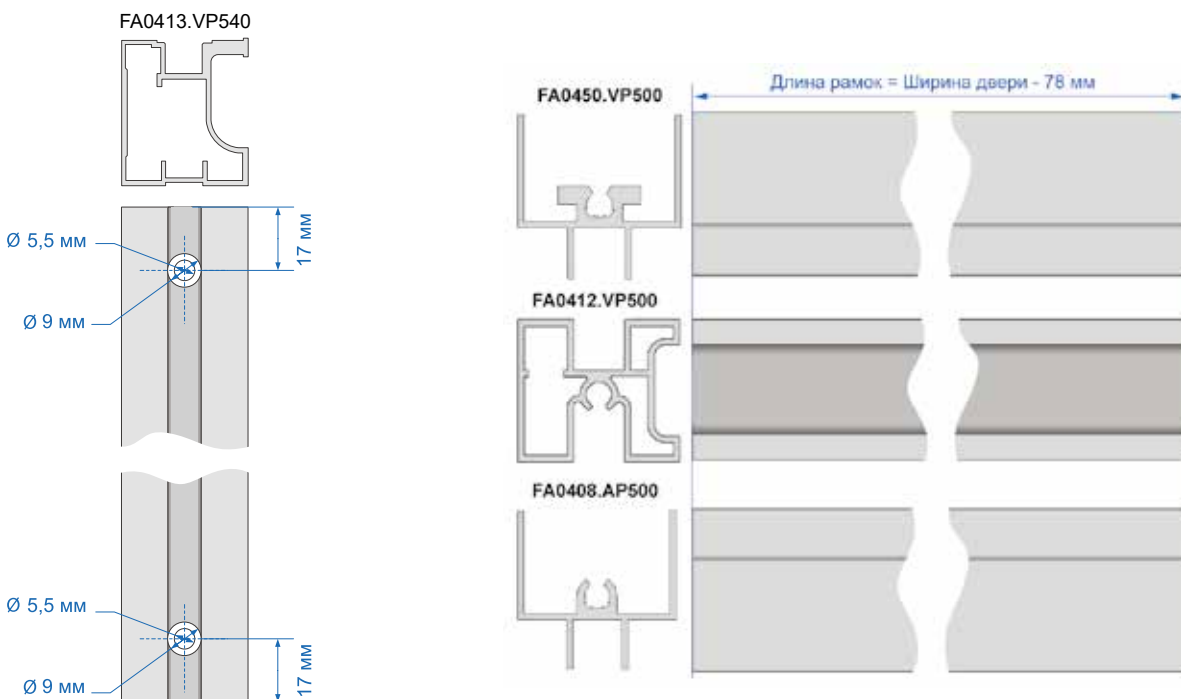 FA0413.VP540
Ø 5,5 мм
17 мм
Ø 9 мм
Ø 5,5 мм
17 мм
Ø 9 мм
Длина рамок = Ширина двери - 78 мм
FA0450.VP500
FA0412.VP500
FA0408.AP500